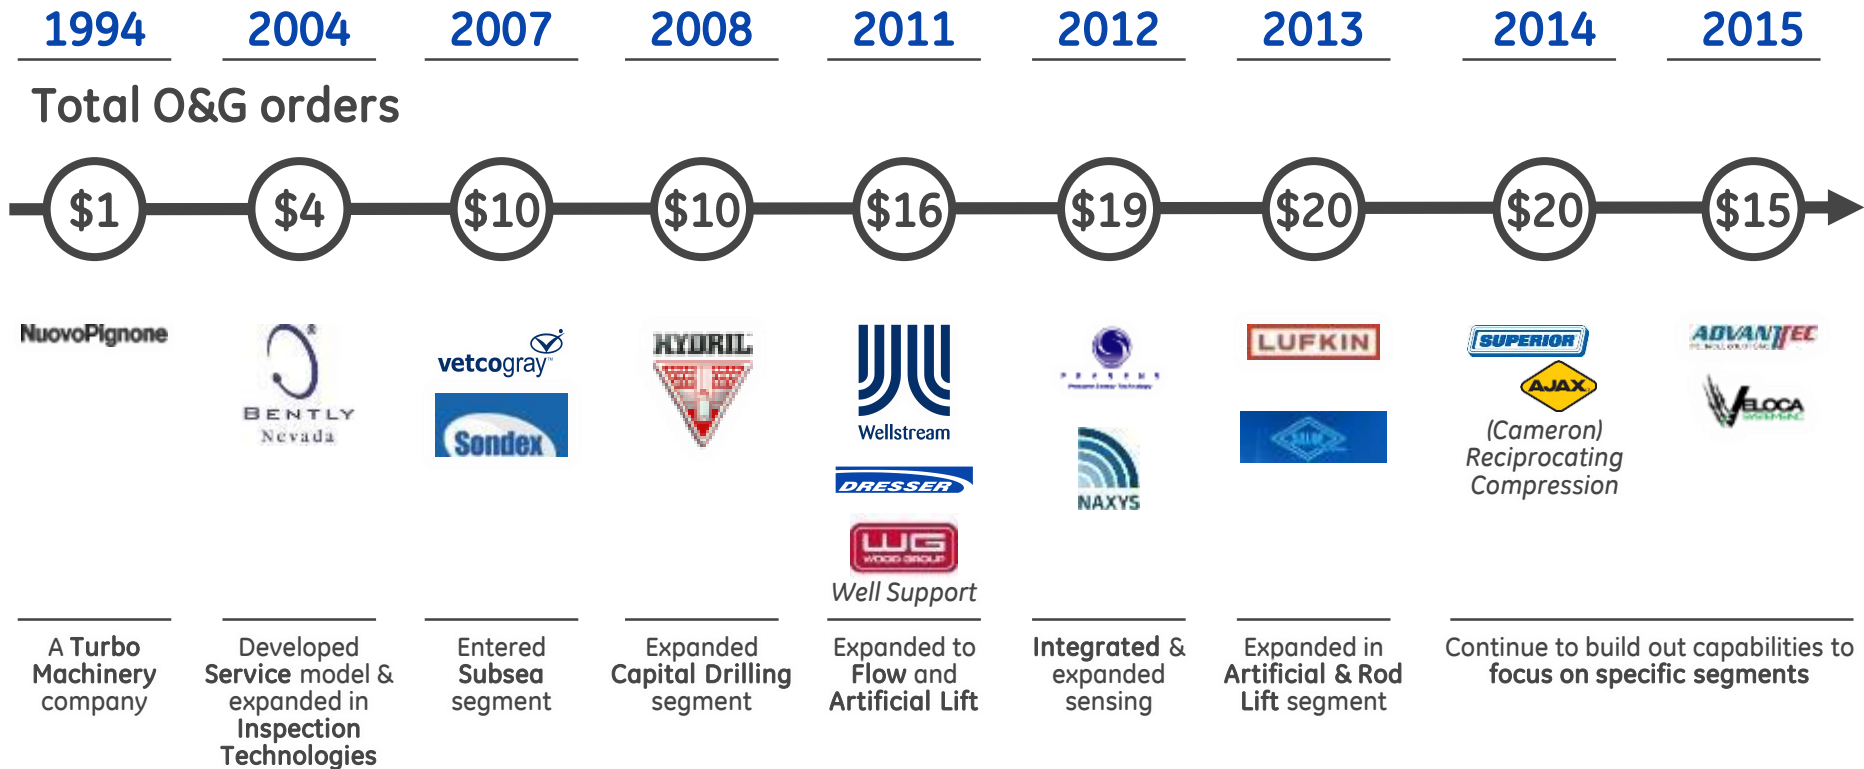 1994 2004 2007 2008 2011 2012 2013 2014 2015
Total O&G orders
$1 $4 $10 $10 $16 $19 $20 $20 $15
NuovoPignone
®
BENTLY
Nevada
vetcogray™
Sondex
HYDRIL
Wellstream
DRESSER
WG
WOOD GROUP
Well Support
NAXYS
LUFKIN
SUPERIOR
AJAX
(Cameron)
Reciprocating
Compression
ADVANTEC
VELOCA
A Turbo
Machinery
company
Developed
Service model &
expanded in
Inspection
Technologies
Entered
Subsea
segment
Expanded
Capital Drilling
segment
Expanded to
Flow and
Artificial Lift
Integrated &
expanded
sensing
Expanded in
Artificial & Rod
Lift segment
Continue to build out capabilities to
focus on specific segments